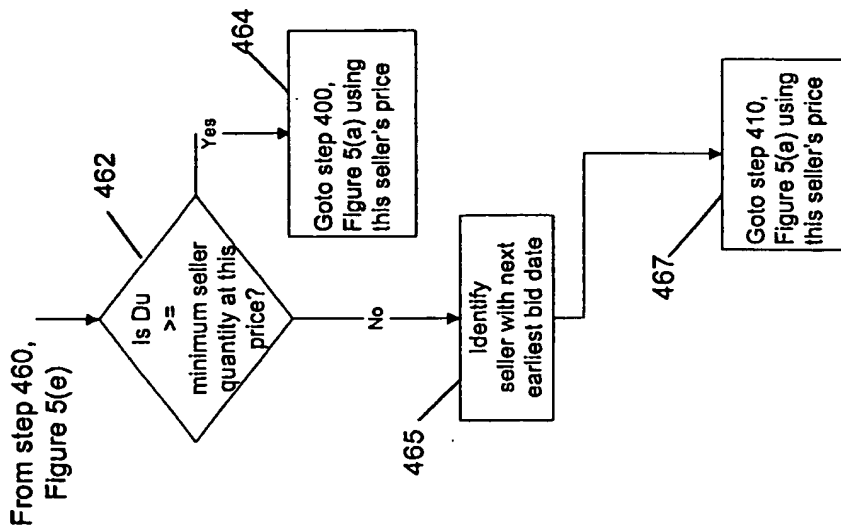 From step 460,
Figure 5(e)
462
Is Du
>=
minimum seller
quantity at this
price?
Yes
464
Goto step 400,
Figure 5(a) using
this seller's price
No
465
Identify
seller with next
earliest bid date
467
Goto step 410,
Figure 5(a) using
this seller's price